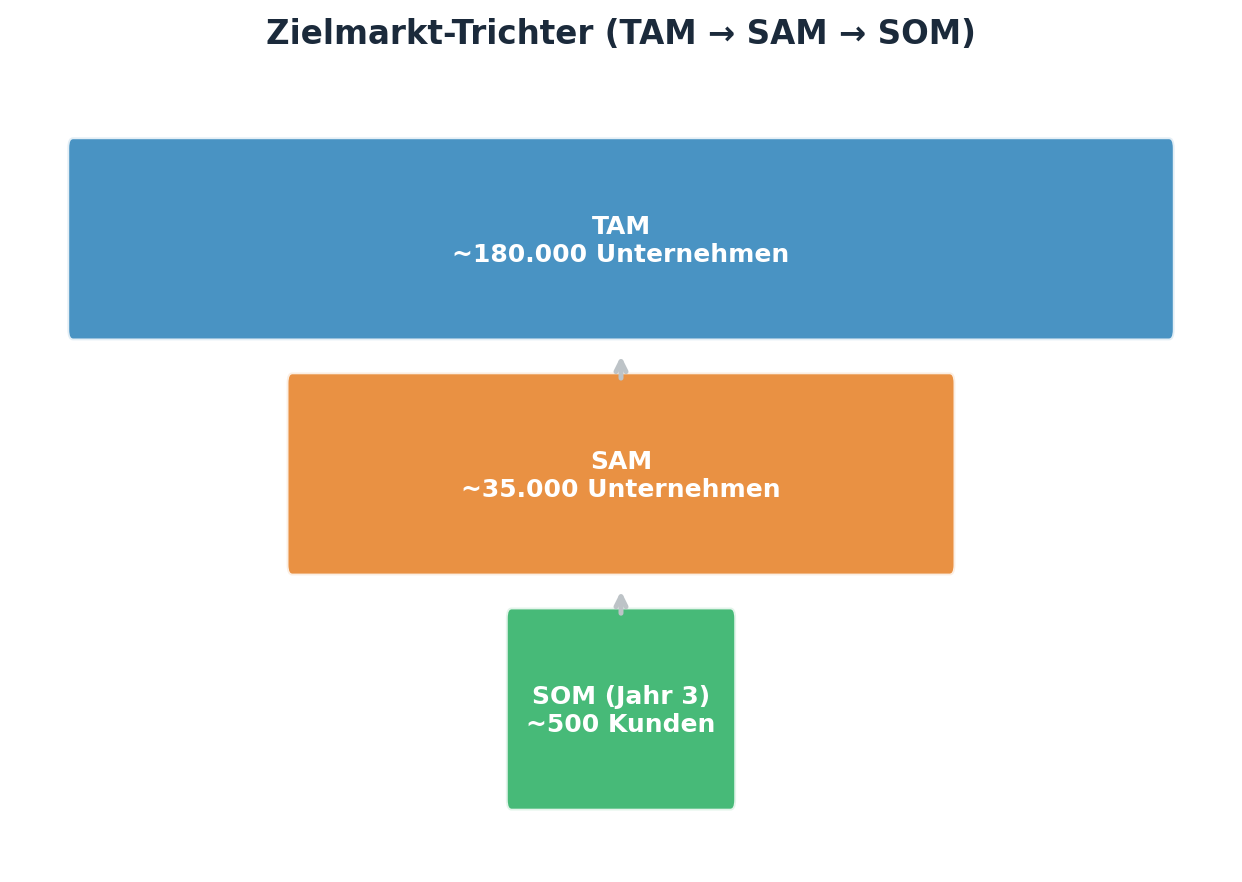 Zielmarkt-Trichter (TAM → SAM → SOM)
TAM
~180.000 Unternehmen
SAM
~35.000 Unternehmen
SOM (Jahr 3)
~500 Kunden